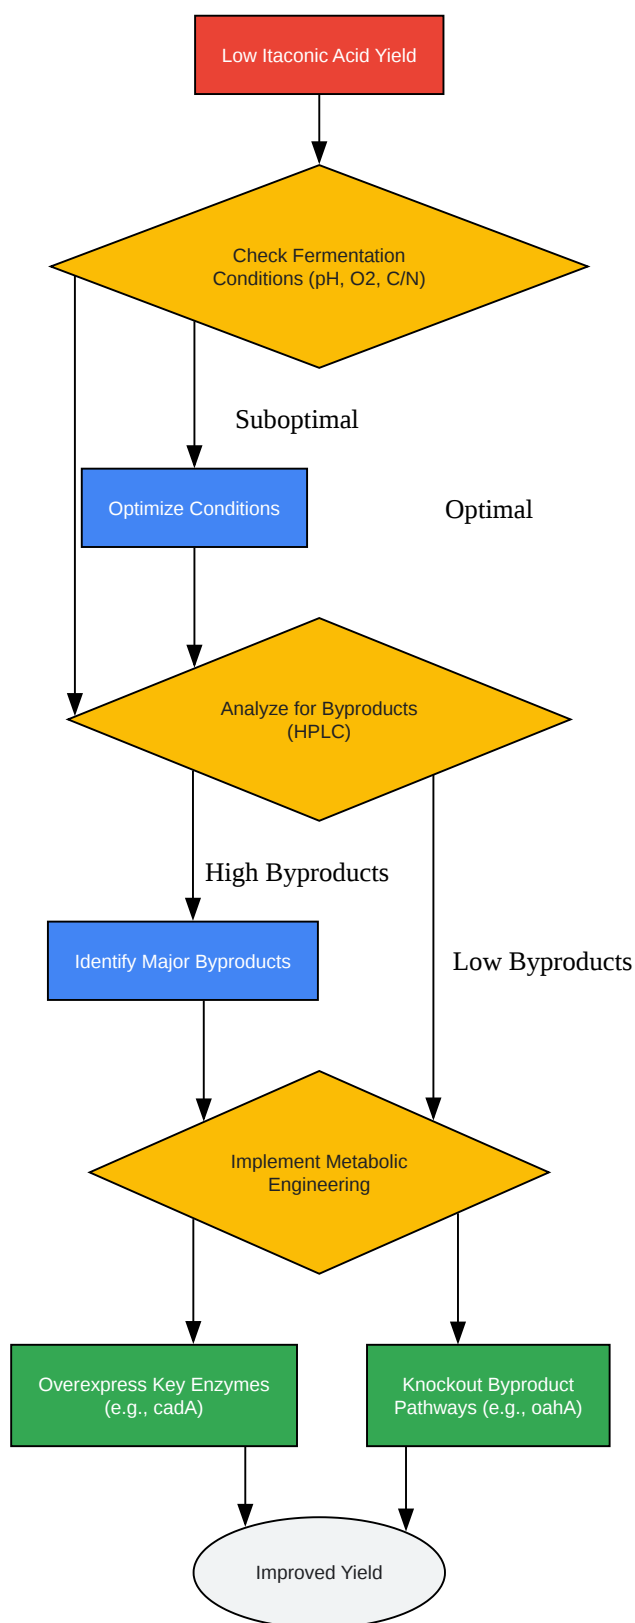 Low Itaconic Acid Yield
Check Fermentation
Conditions (pH, O2, C/N)
Suboptimal
Optimize Conditions
Optimal
Analyze for Byproducts
(HPLC)
High Byproducts
Identify Major Byproducts
Low Byproducts
Implement Metabolic
Engineering
Overexpress Key Enzymes
(e.g., cadA)
Knockout Byproduct
Pathways (e.g., oahA)
Improved Yield